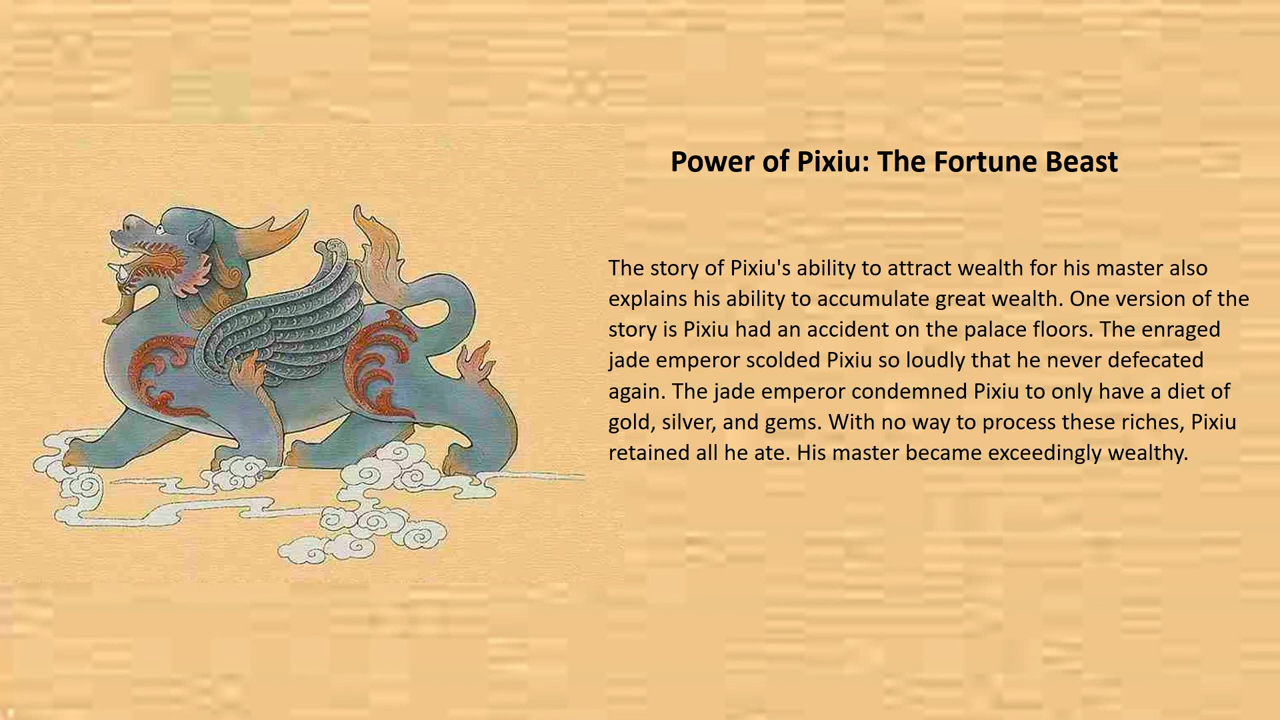 Power of Pixiu: The Fortune Beast
The story of Pixiu's ability to attract wealth for his master also
explains his ability to accumulate great wealth. One version of the
story is Pixiu had an accident on the palace floors. The enraged
jade emperor scolded Pixiu so loudly that he never defecated
again. The jade emperor condemned Pixiu to only have a diet of
gold, silver, and gems. With no way to process these riches, Pixiu
retained all he ate. His master became exceedingly wealthy.